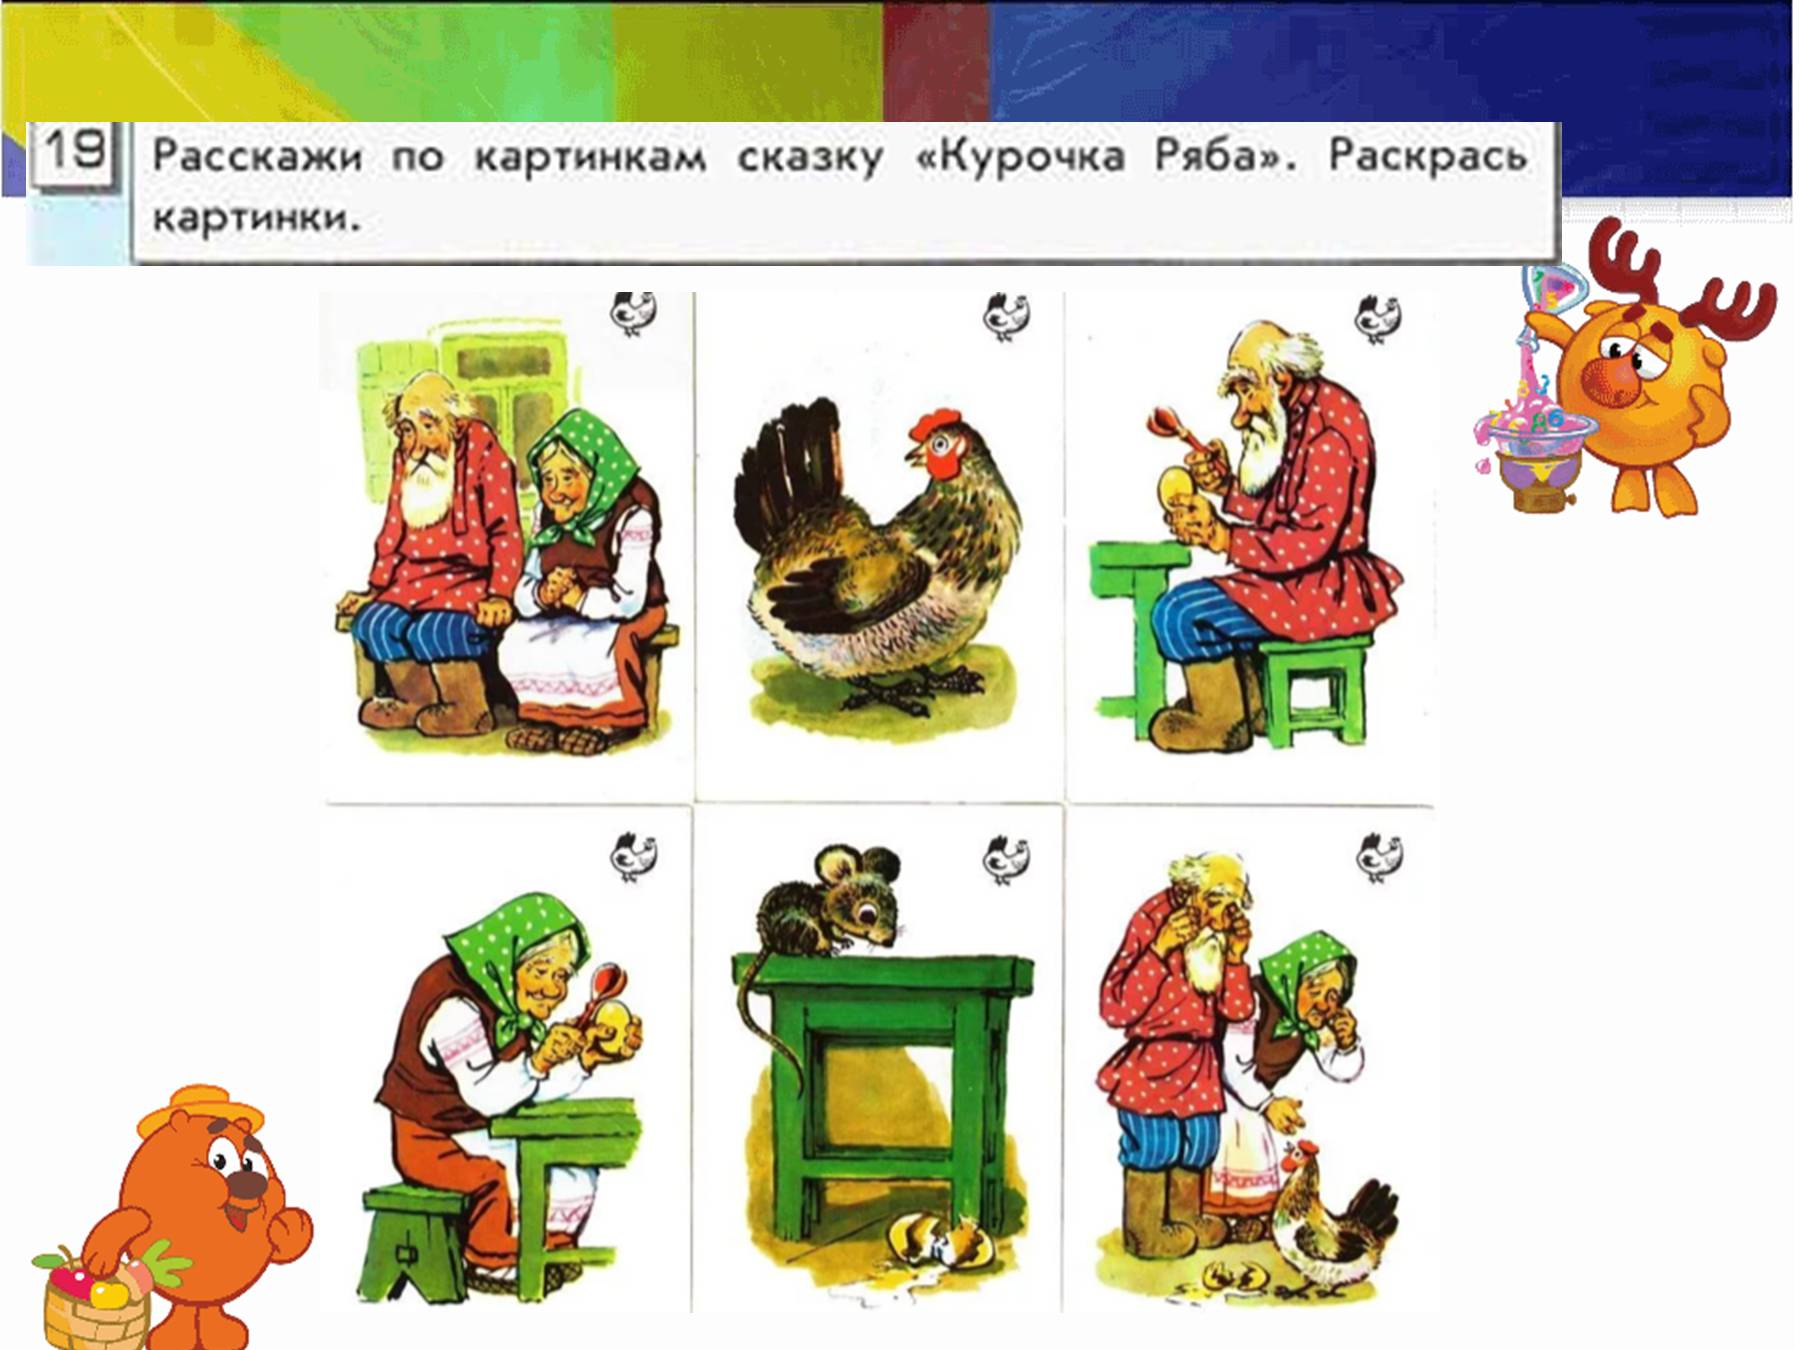 19
Расскажи по картинкам сказку «Курочка Ряба». Раскрась
картинки.